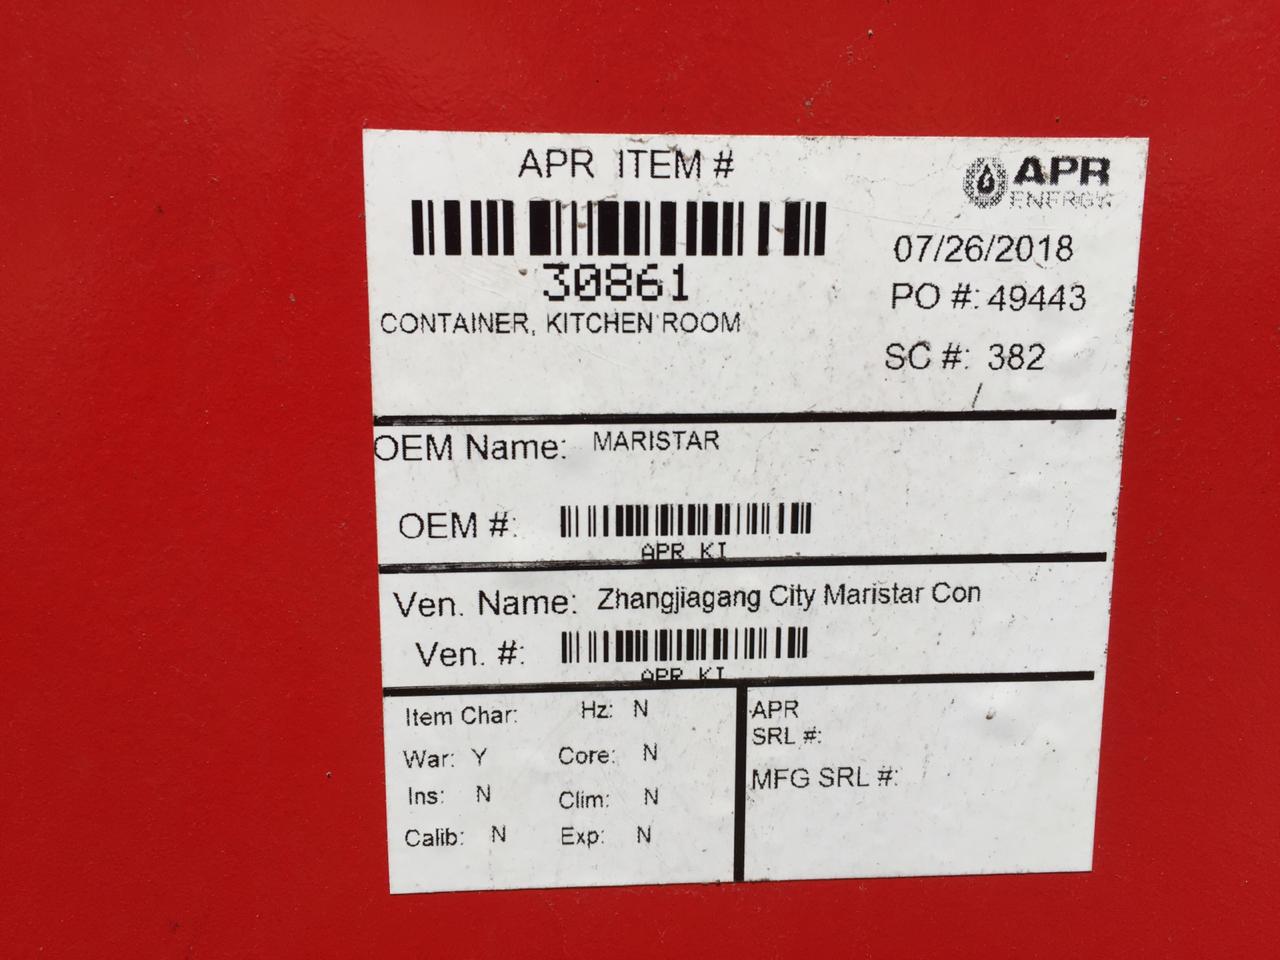 APR ITEM #
APR
ENERGY
30861
07/26/2018
CONTAINER, KITCHEN ROOM
PO #: 49443
SC #: 382
OEM Name: MARISTAR
OEM #:
APR KI
Ven. Name: Zhangjiagang City Maristar Con
Ven. #:
APR KI
Item Char: Hz: N
War: Y Core: N
Ins: N Clim: N
Calib: N Exp: N
APR
SRL #:
MFG SRL #: